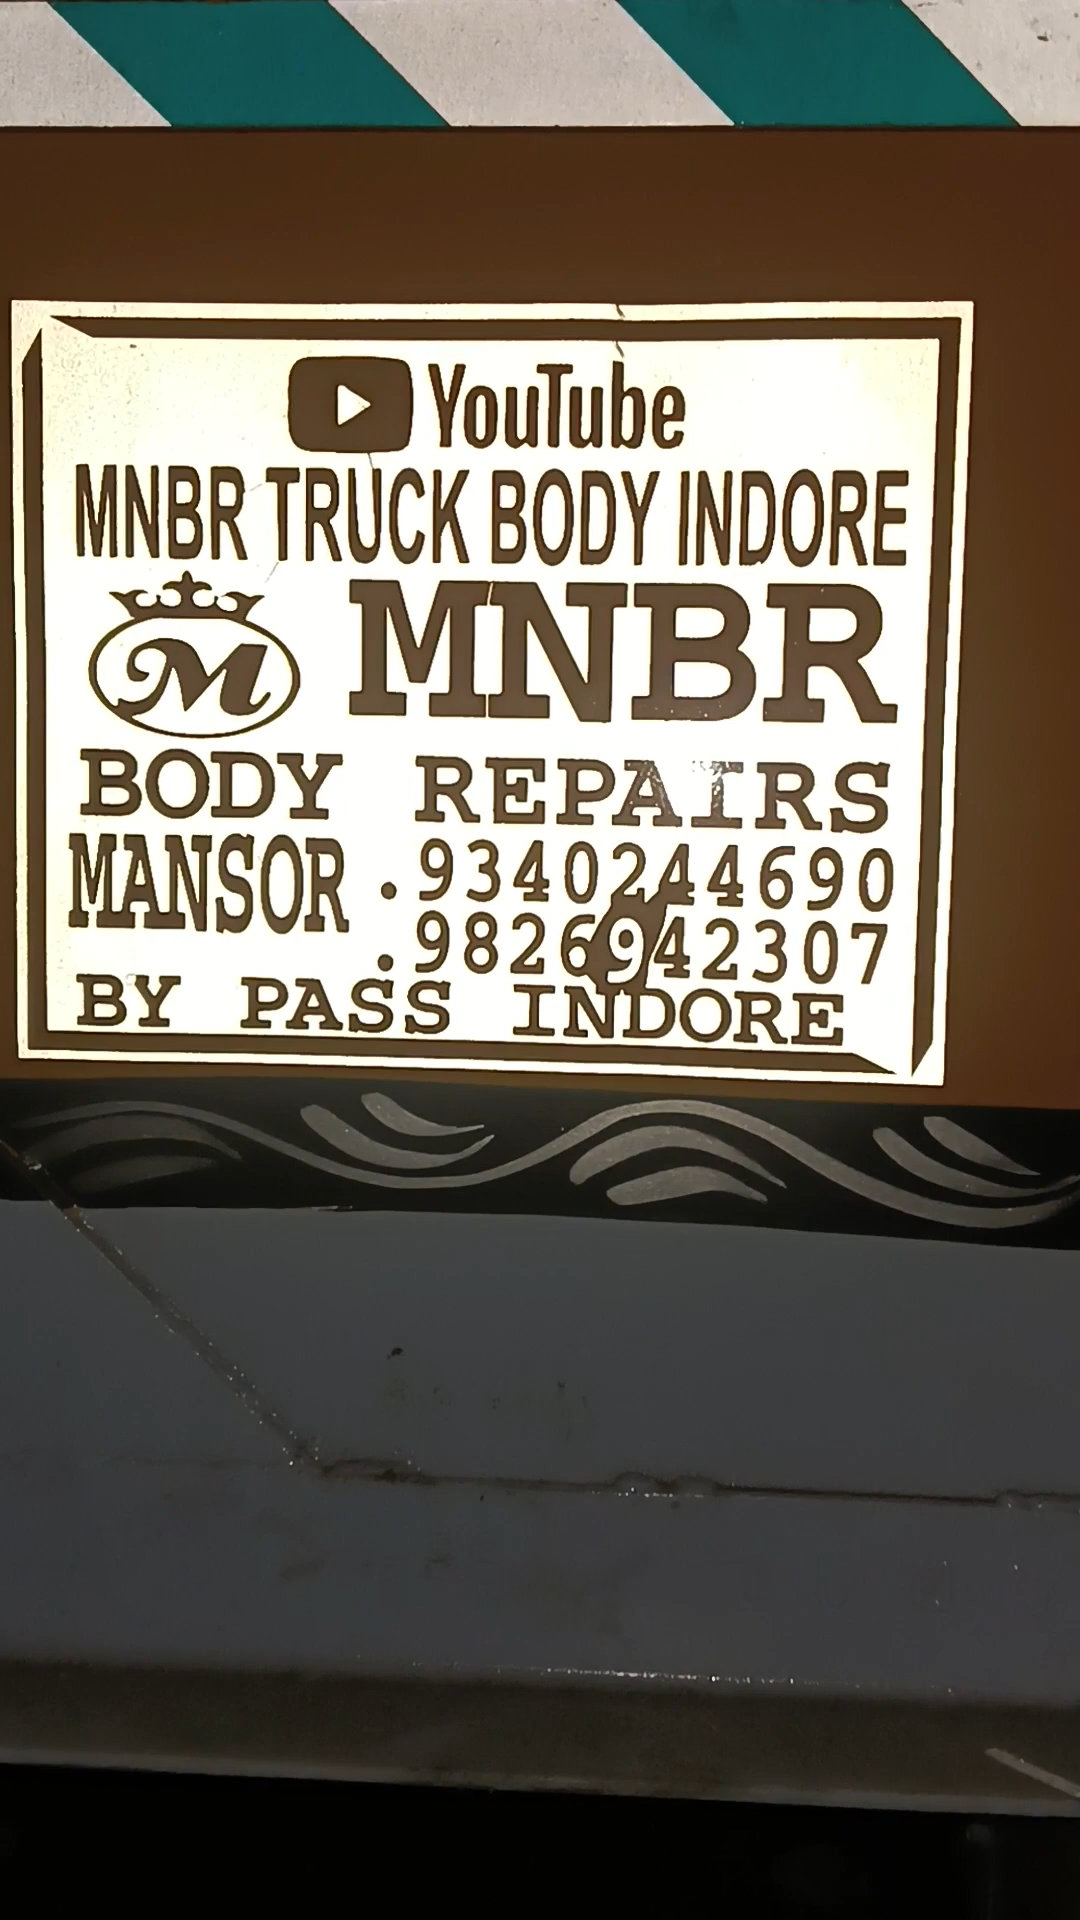 YouTube
MNBR TRUCK BODY INDORE
M MNBR
BODY REPAIRS
MANSOR .9340244690
.9826942307
BY PASS INDORE